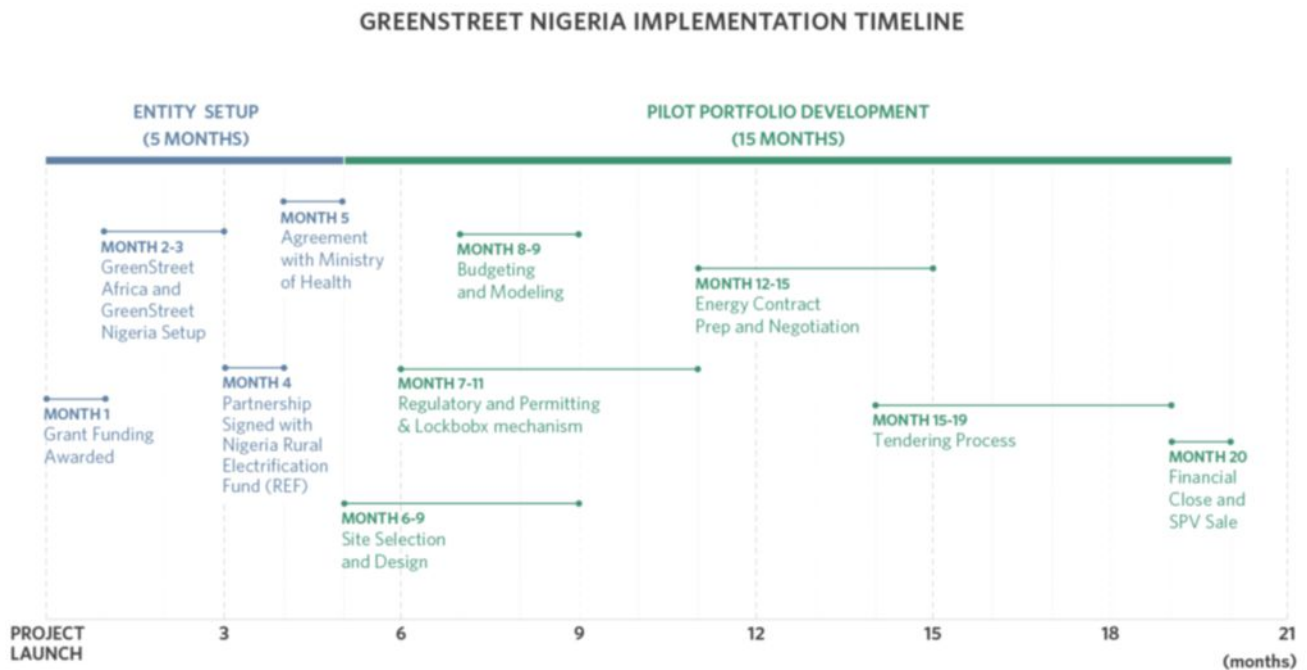 GREENSTREET NIGERIA IMPLEMENTATION TIMELINE
ENTITY SETUP
(5 MONTHS)
PILOT PORTFOLIO DEVELOPMENT
(15 MONTHS)
MONTH 5
Agreement
with Ministry
of Health
MONTH 2-3
GreenStreet
Africa and
GreenStreet
Nigeria Setup
MONTH 8-9
Budgeting
and Modeling
MONTH 12-15
Energy Contract
Prep and Negotiation
MONTH 1
Grant Funding
Awarded
MONTH 4
Partnership
Signed with
Nigeria Rural
Electrification
Fund (REF)
MONTH 7-11
Regulatory and Permitting
& Lockbobx mechanism
MONTH 15-19
Tendering Process
MONTH 20
Financial
Close and
SPV Sale
MONTH 6-9
Site Selection
and Design
PROJECT
LAUNCH
3
6
9
12
15
18
21
(months)